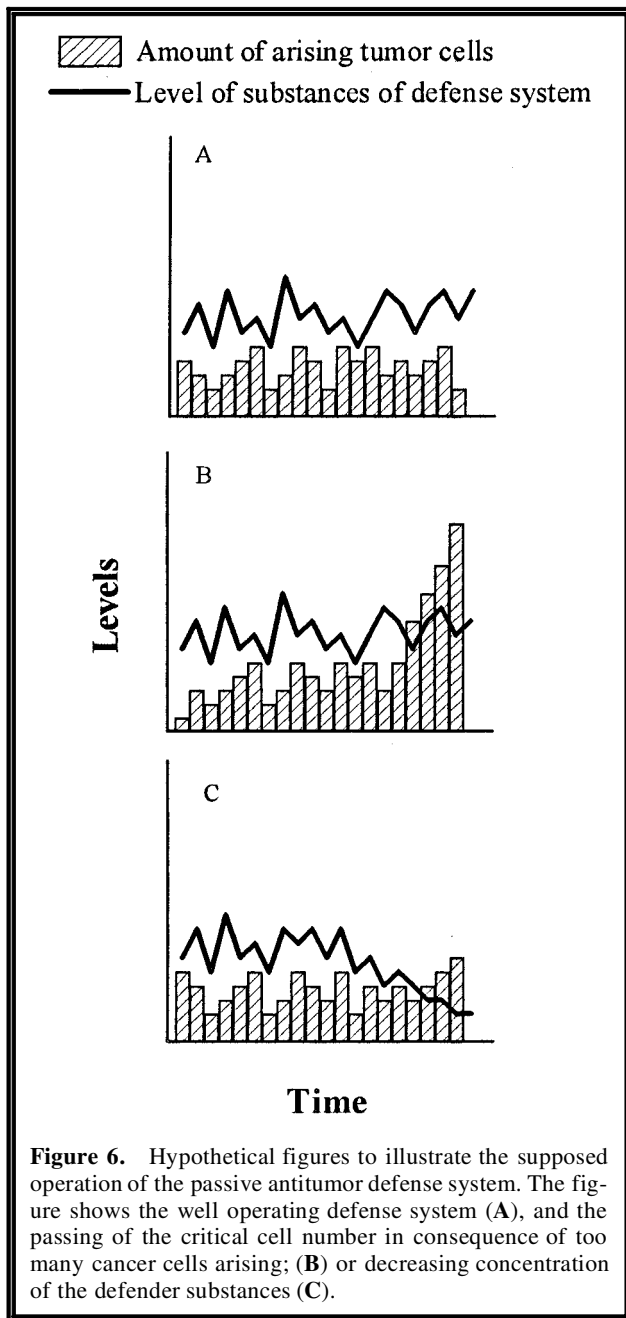 Amount of arising tumor cells
Level of substances of defense system
A
B
Levels
C
Time
Figure 6. Hypothetical figures to illustrate the supposed
operation of the passive antitumor defense system. The fig-
ure shows the well operating defense system (A), and the
passing of the critical cell number in consequence of too
many cancer cells arising; (B) or decreasing concentration
of the defender substances (C).